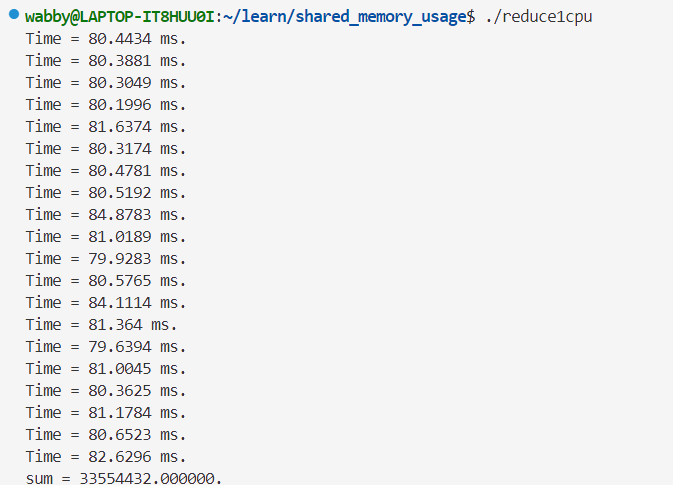 wabby@LAPTOP-IT8HUU0I:~/learn/shared_memory_usage$ ./reduce1cpu
Time = 80.4434 ms.
Time = 80.3881 ms.
Time = 80.3049 ms.
Time = 80.1996 ms.
Time = 81.6374 ms.
Time = 80.3174 ms.
Time = 80.4781 ms.
Time = 80.5192 ms.
Time = 84.8783 ms.
Time = 81.0189 ms.
Time = 79.9283 ms.
Time = 80.5765 ms.
Time = 84.1114 ms.
Time = 81.364 ms.
Time = 79.6394 ms.
Time = 81.0045 ms.
Time = 80.3625 ms.
Time = 81.1784 ms.
Time = 80.6523 ms.
Time = 82.6296 ms.
sum = 33554432.000000.